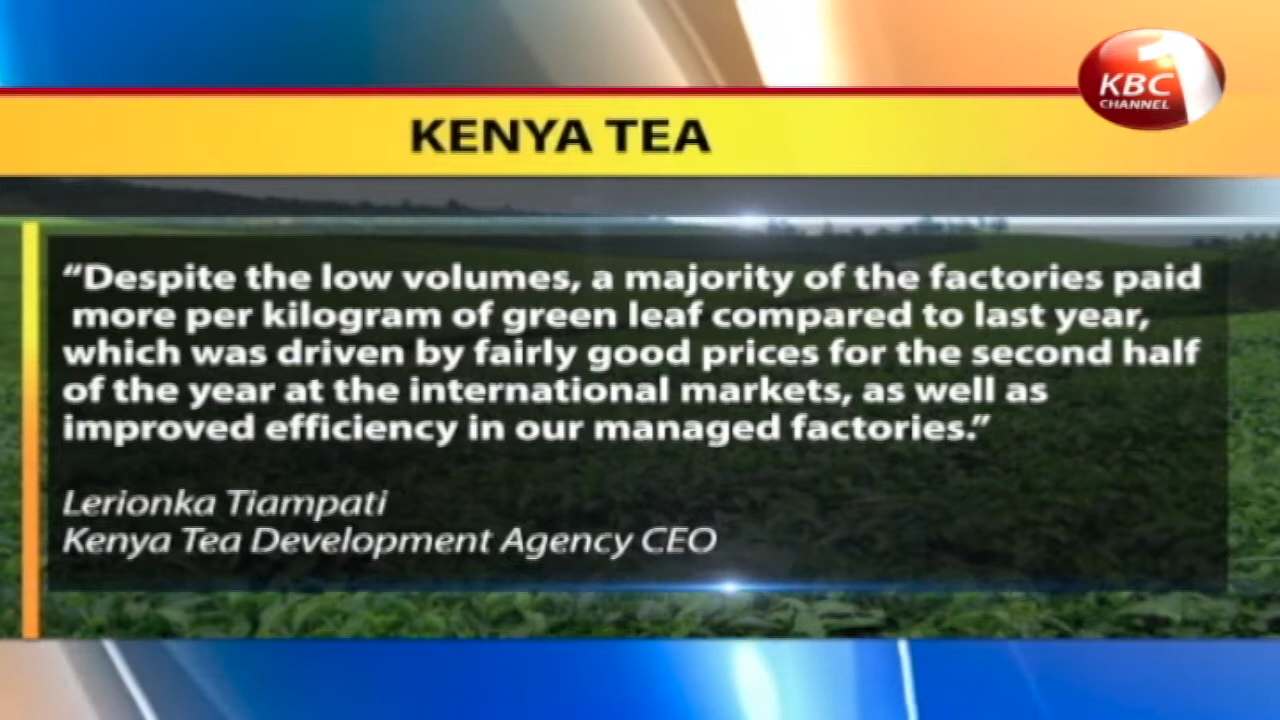 KBC 1
CHANNEL
KENYA TEA
“Despite the low volumes, a majority of the factories paid
more per kilogram of green leaf compared to last year,
which was driven by fairly good prices for the second half
of the year at the international markets, as well as
improved efficiency in our managed factories.”
Lerionka Tiampati
Kenya Tea Development Agency CEO